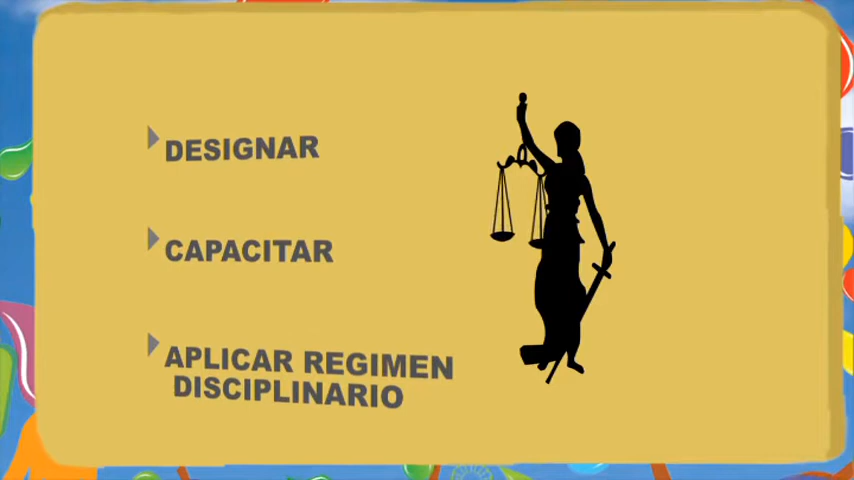 DESIGNAR
CAPACITAR
APLICAR REGIMEN
DISCIPLINARIO